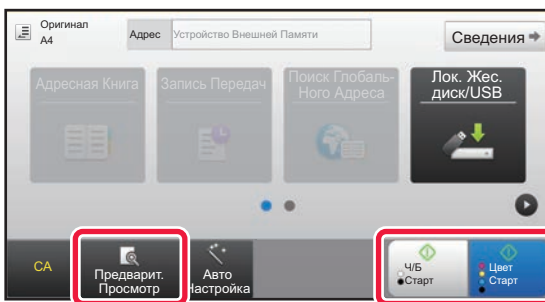 Оригинал
A4
Адрес
Устройство Внешней Памяти
Сведения
Адресная Книга
Запись Передач
Поиск Глобаль-
Ного Адреса
Лок. Жес.
диск/USB
CA
Предварит.
Просмотр
Авто
Настройка
Ч/Б
Старт
Цвет
Старт